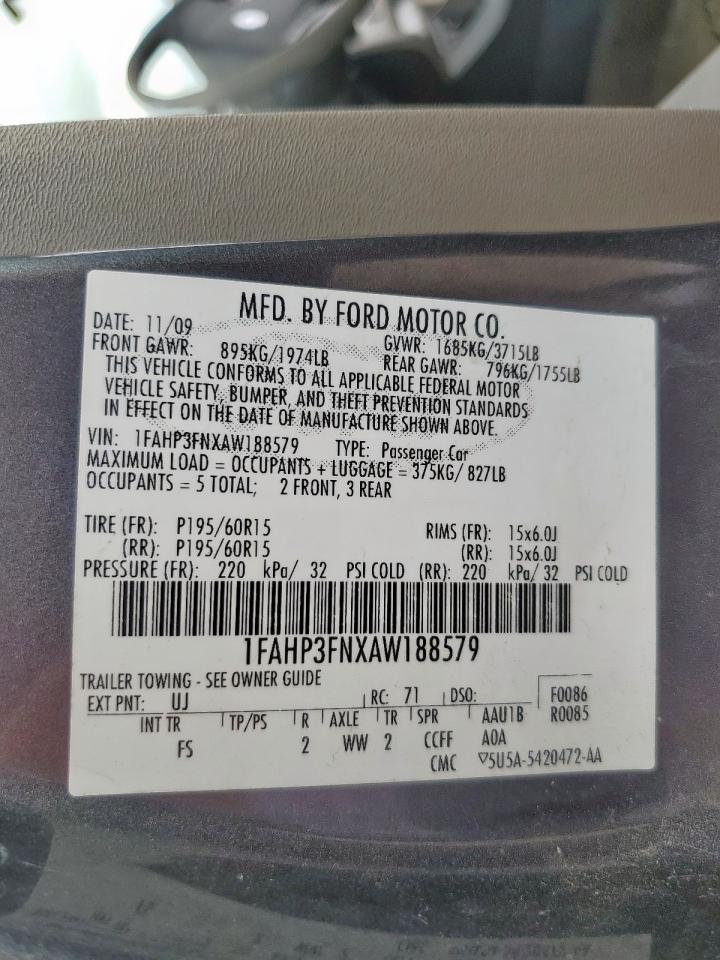 MFD. BY FORD MOTOR CO.
DATE: 11/09 GVWR: 1685KG/3715LB
FRONT GAWR: 895KG/1974LB REAR GAWR: 796KG/1755LB
THIS VEHICLE CONFORMS TO ALL APPLICABLE FEDERAL MOTOR
VEHICLE SAFETY, BUMPER, AND THEFT PREVENTION STANDARDS
IN EFFECT ON THE DATE OF MANUFACTURE SHOWN ABOVE.
VIN: 1FAHP3FNXAW188579 TYPE: Passenger Car
MAXIMUM LOAD = OCCUPANTS + LUGGAGE = 375KG/ 827LB
OCCUPANTS = 5 TOTAL; 2 FRONT, 3 REAR
TIRE (FR): P195/60R15 RIMS (FR): 15x6.0J
(RR): P195/60R15 (RR): 15x6.0J
PRESSURE (FR): 220 kPa/ 32 PSI COLD (RR): 220 kPa/ 32 PSI COLD
1FAHP3FNXAW188579
TRAILER TOWING - SEE OWNER GUIDE
EXT PNT: UJ RC: 71 DSO: F0086
INT TR TP/PS R AXLE TR SPR AAU1B R0085
FS 2 WW 2 CCFF A0A
CMC ▽5U5A-5420472-AA